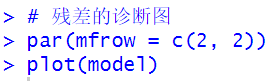 > # 残差的诊断图
> par(mfrow = c(2, 2))
> plot(model)